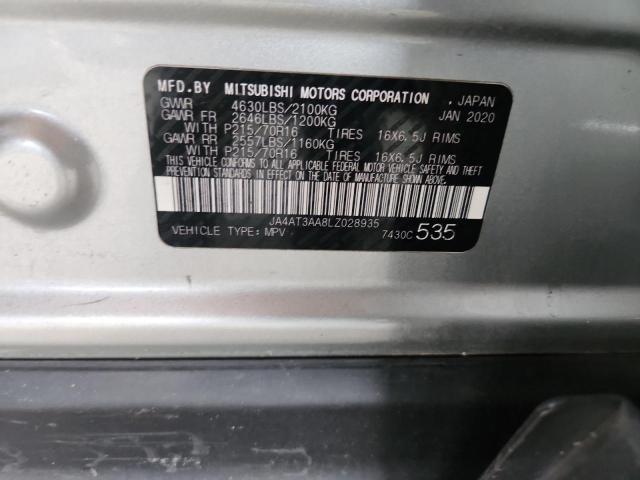 MFD.BY MITSUBISHI MOTORS CORPORATION , JAPAN
GVWR 4630LBS/2100KG JAN 2020
GAWR FR 2646LBS/1200KG
WITH P215/70R16 TIRES 16X6.5J RIMS
GAWR RR 2557LBS/1160KG
WITH P215/70R16 TIRES 16X6.5J RIMS
THIS VEHICLE CONFORMS TO ALL APPLICABLE FEDERAL MOTOR VEHICLE SAFETY AND THEFT
PREVENTION STANDARDS IN EFFECT ON THE DATE OF MANUFACTURE SHOWN ABOVE.
JA4AT3AA8LZ028935
VEHICLE TYPE: MPV 7430C 535